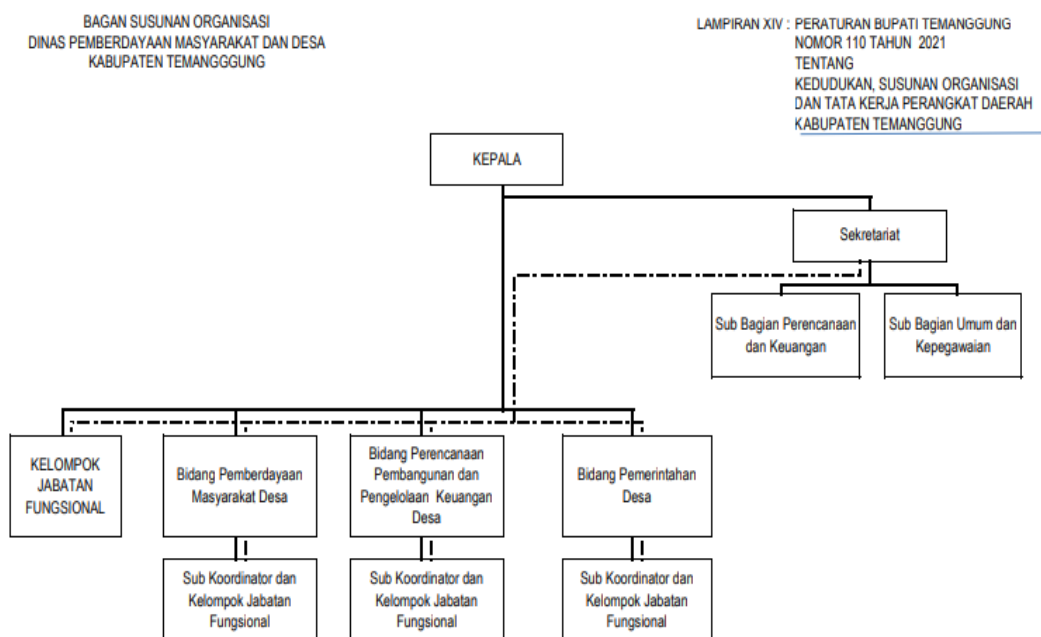 BAGAN SUSUNAN ORGANISASI
DINAS PEMBERDAYAAN MASYARAKAT DAN DESA
KABUPATEN TEMANGGGUNG
LAMPIRAN XIV : PERATURAN BUPATI TEMANGGUNG
NOMOR 110 TAHUN 2021
TENTANG
KEDUDUKAN, SUSUNAN ORGANISASI
DAN TATA KERJA PERANGKAT DAERAH
KABUPATEN TEMANGGUNG
KEPALA
Sekretariat
Sub Bagian Perencanaan
dan Keuangan
Sub Bagian Umum dan
Kepegawaian
KELOMPOK
JABATAN
FUNGSIONAL
Bidang Pemberdayaan
Masyarakat Desa
Bidang Perencanaan
Pembangunan dan
Pengelolaan Keuangan
Desa
Bidang Pemerintahan
Desa
Sub Koordinator dan
Kelompok Jabatan
Fungsional
Sub Koordinator dan
Kelompok Jabatan
Fungsional
Sub Koordinator dan
Kelompok Jabatan
Fungsional